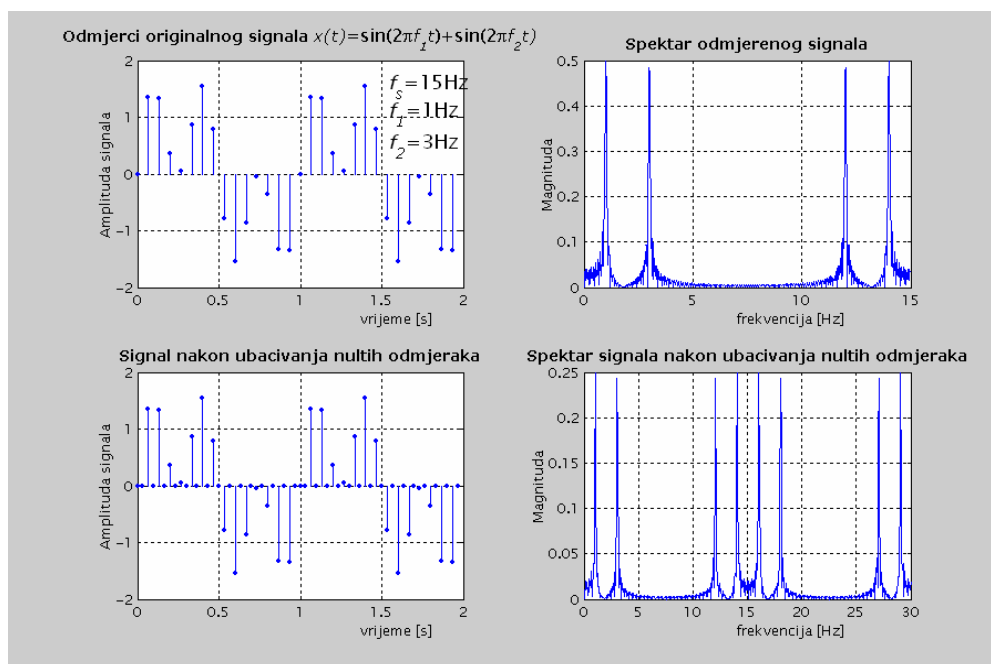 Odmjerci originalnog signala x(t)=sin(2πf₁t)+sin(2πf₂t)
2
1
0
−1
−2
0
0.5
1
1.5
2
Amplituda signala
vrijeme [s]
fₛ=15Hz
f₁=1Hz
f₂=3Hz
Spektar odmjerenog signala
0.5
0.4
0.3
0.2
0.1
0
0
5
10
15
Magnituda
frekvencija [Hz]
Signal nakon ubacivanja nultih odmjeraka
2
1
0
−1
−2
0
0.5
1
1.5
2
Amplituda signala
vrijeme [s]
Spektar signala nakon ubacivanja nultih odmjeraka
0.25
0.2
0.15
0.1
0.05
0
0
5
10
15
20
25
30
Magnituda
frekvencija [Hz]